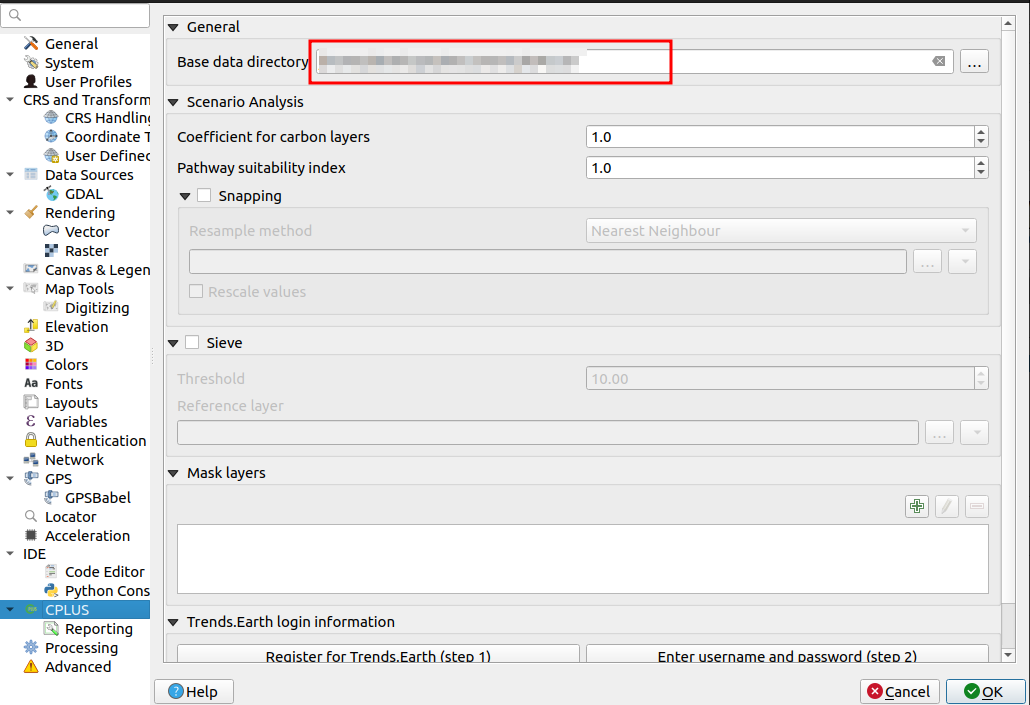 General
System
User Profiles
CRS and Transform
CRS Handling
Coordinate T
User Defined
Data Sources
GDAL
Rendering
Vector
Raster
Canvas & Legen
Map Tools
Digitizing
Elevation
3D
Colors
Aa Fonts
Layouts
ε Variables
Authentication
Network
GPS
GPSBabel
Locator
Acceleration
IDE
Code Editor
Python Cons
CPLUS
Reporting
Processing
Advanced
General
Base data directory
...
Scenario Analysis
Coefficient for carbon layers 1.0
Pathway suitability index 1.0
Snapping
Resample method Nearest Neighbour
...
Rescale values
Sieve
Threshold 10.00
Reference layer
...
Mask layers
Trends.Earth login information
Register for Trends.Earth (step 1) Enter username and password (step 2)
? Help Cancel OK